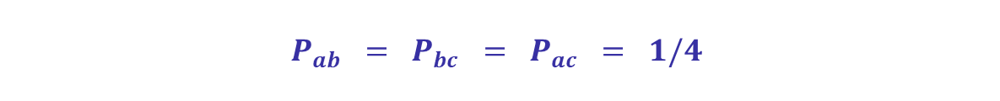 P_ab = P_bc = P_ac = 1/4